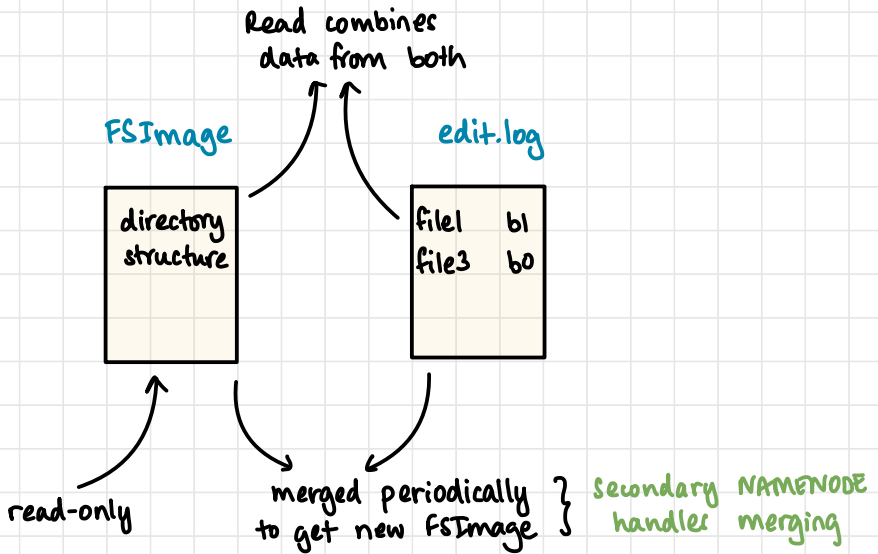 Read combines
data from both
FSImage
edit.log
directory
structure
file1 b1
file3 b0
read-only
merged periodically
to get new FSImage
Secondary NAMENODE
handles merging